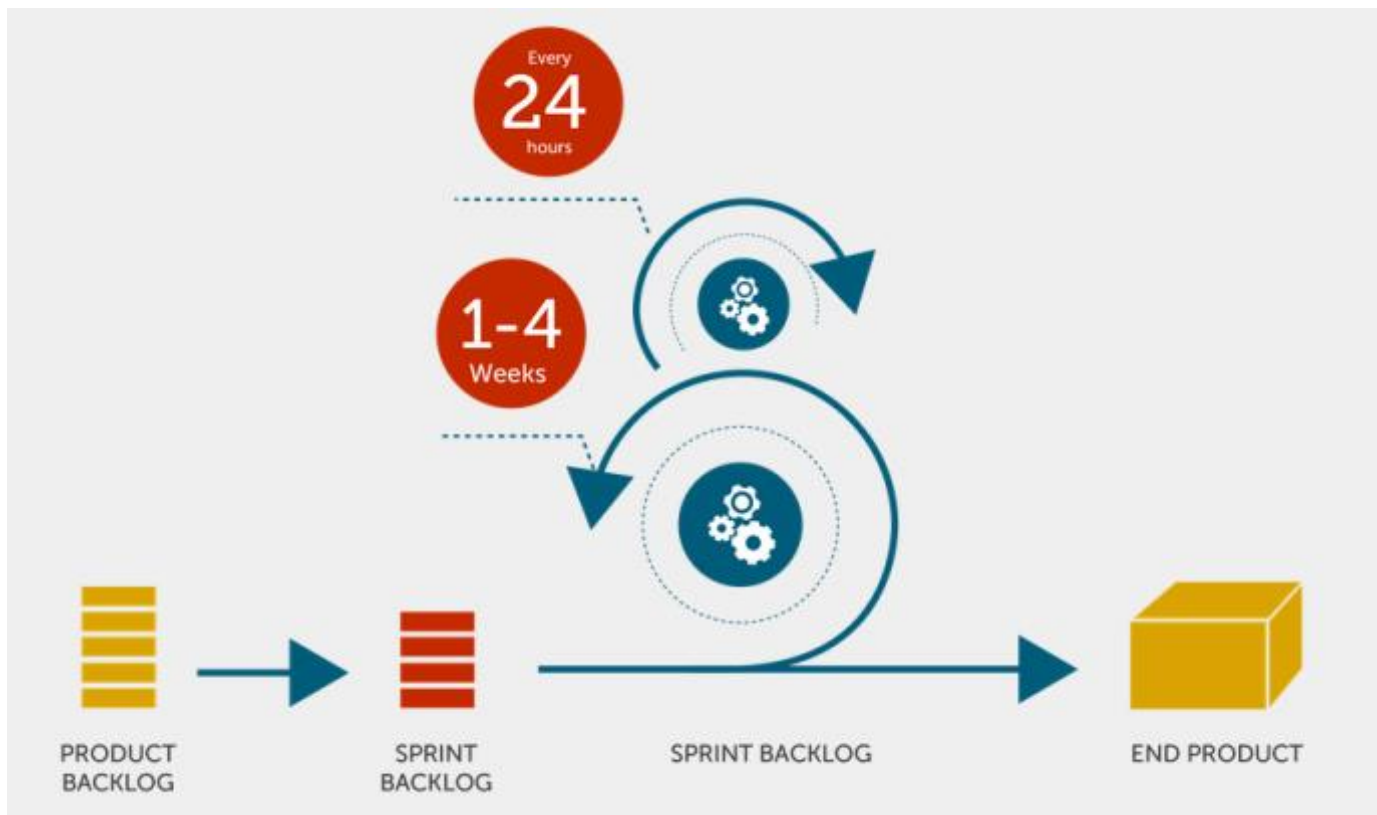 Every
24
hours
1-4
Weeks
PRODUCT
BACKLOG
SPRINT
BACKLOG
SPRINT BACKLOG
END PRODUCT